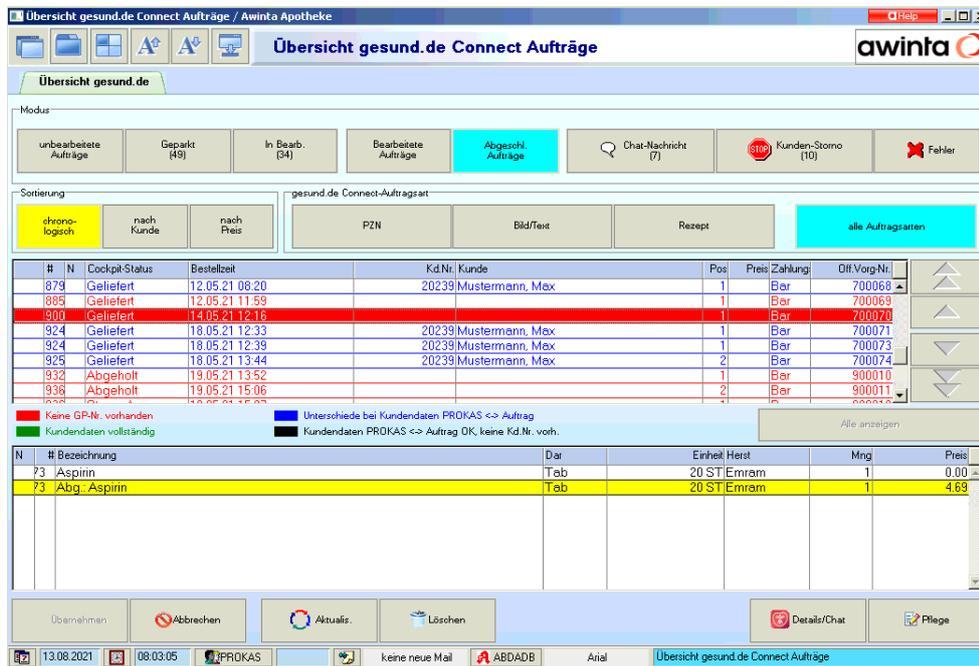 Übersicht gesund.de Connect Aufträge / Awinta Apotheke
Help
Übersicht gesund.de Connect Aufträge
awinta
Übersicht gesund.de
Modus
unbearbeitete Aufträge
Geparkt (49)
In Bearb. (34)
Bearbeitete Aufträge
Abgeschl. Aufträge
Chat-Nachricht (7)
STOP Kunden-Storno (10)
Fehler
Sortierung
gesund.de Connect-Auftragsart
chrono-logisch
nach Kunde
nach Preis
PZN
Bild/Text
Rezept
alle Auftragsarten
# N Cockpit-Status Bestellzeit Kd.Nr. Kunde Pos Preis Zahlung: Off.Vorg-Nr.
879 Geliefert 12.05.21 08:20 20239 Mustermann, Max 1 Bar 700068
885 Geliefert 12.05.21 11:59 1 Bar 700069
900 Geliefert 14.05.21 12:16 1 Bar 700070
924 Geliefert 18.05.21 12:33 20239 Mustermann, Max 1 Bar 700071
924 Geliefert 18.05.21 12:39 20239 Mustermann, Max 1 Bar 700073
925 Geliefert 18.05.21 13:44 20239 Mustermann, Max 2 Bar 700074
932 Abgeholt 19.05.21 13:52 1 Bar 900010
936 Abgeholt 19.05.21 15:06 2 Bar 900011
Keine GP-Nr. vorhanden
Unterschiede bei Kundendaten PROKAS <-> Auftrag
Kundendaten vollständig
Kundendaten PROKAS <-> Auftrag OK, keine Kd.Nr. vorh.
Alle anzeigen
N # Bezeichnung Dar Einheit Herst Mng Preis
73 Aspirin Tab 20 ST Emram 1 0.00
73 Abg.: Aspirin Tab 20 ST Emram 1 4.69
Übernehmen
Abbrechen
Aktualis.
Löschen
Details/Chat
Pflege
13.08.2021
08:03:05
PROKAS
keine neue Mail
ABDADB
Arial
Übersicht gesund.de Connect Aufträge